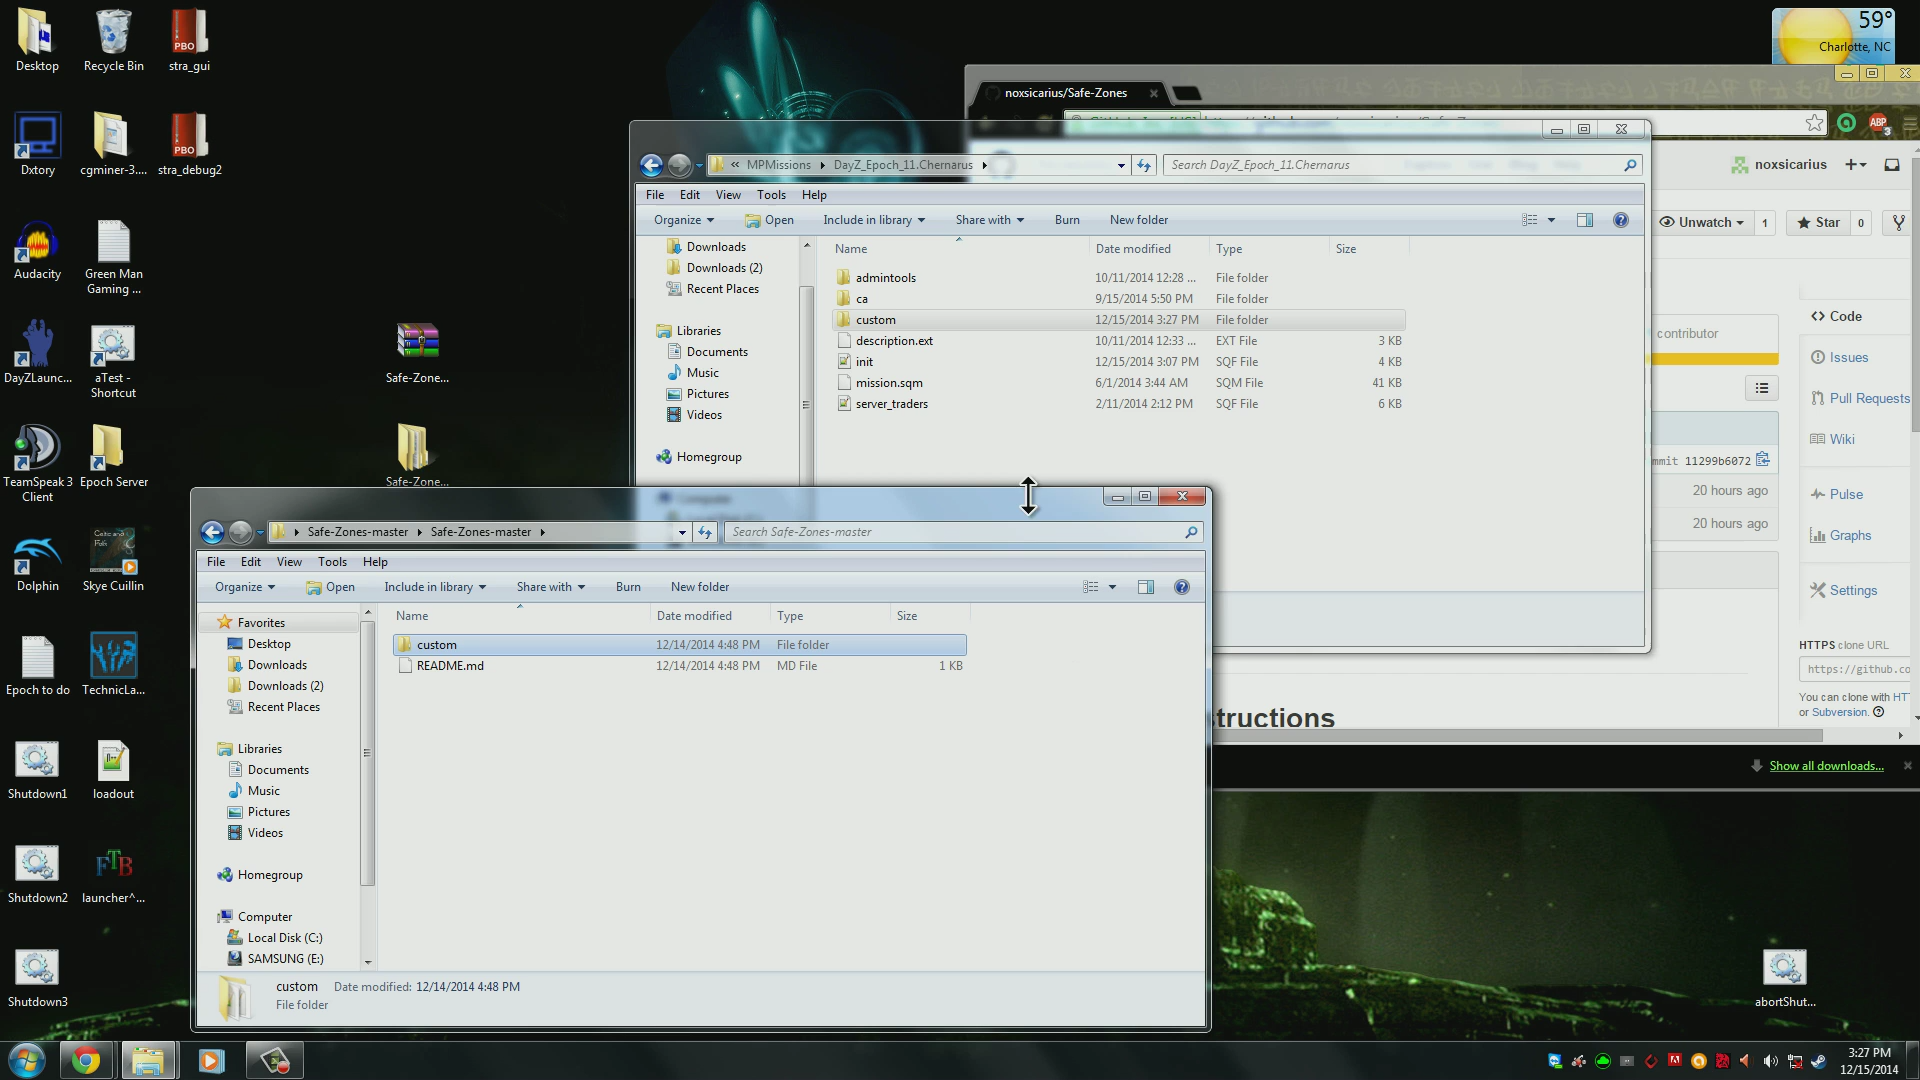 Desktop
Recycle Bin
stra_gui
Dxtory
cgminer-3....
stra_debug2
Audacity
Green Man
Gaming ...
DayZLaunc...
aTest -
Shortcut
Safe-Zone...
TeamSpeak 3
Client
Epoch Server
Safe-Zone...
Dolphin
Skye Cuillin
Epoch to do
TechnicLa...
Shutdown1
loadout
Shutdown2
launcher^...
Shutdown3
abortShut...
59°
Charlotte, NC
noxsicarius/Safe-Zones
noxsicarius
Unwatch
1
Star
0
contributor
Code
Issues
Pull Requests
Wiki
Pulse
Graphs
Settings
11299b6072
20 hours ago
20 hours ago
HTTPS clone URL
https://github.co
You can clone with HT
or Subversion.
structions
Show all downloads...
« MPMissions DayZ_Epoch_11.Chernarus
Search DayZ_Epoch_11.Chernarus
File Edit View Tools Help
Organize Open Include in library Share with Burn New folder
Downloads
Downloads (2)
Recent Places
Libraries
Documents
Music
Pictures
Videos
Homegroup
Name Date modified Type Size
admintools 10/11/2014 12:28 ... File folder
ca 9/15/2014 5:50 PM File folder
custom 12/15/2014 3:27 PM File folder
description.ext 10/11/2014 12:33 ... EXT File 3 KB
init 12/15/2014 3:07 PM SQF File 4 KB
mission.sqm 6/1/2014 3:44 AM SQM File 41 KB
server_traders 2/11/2014 2:12 PM SQF File 6 KB
Safe-Zones-master Safe-Zones-master
Search Safe-Zones-master
File Edit View Tools Help
Organize Open Include in library Share with Burn New folder
Favorites
Desktop
Downloads
Downloads (2)
Recent Places
Libraries
Documents
Music
Pictures
Videos
Homegroup
Computer
Local Disk (C:)
SAMSUNG (E:)
Name Date modified Type Size
custom 12/14/2014 4:48 PM File folder
README.md 12/14/2014 4:48 PM MD File 1 KB
custom Date modified: 12/14/2014 4:48 PM
File folder
3:27 PM
12/15/2014